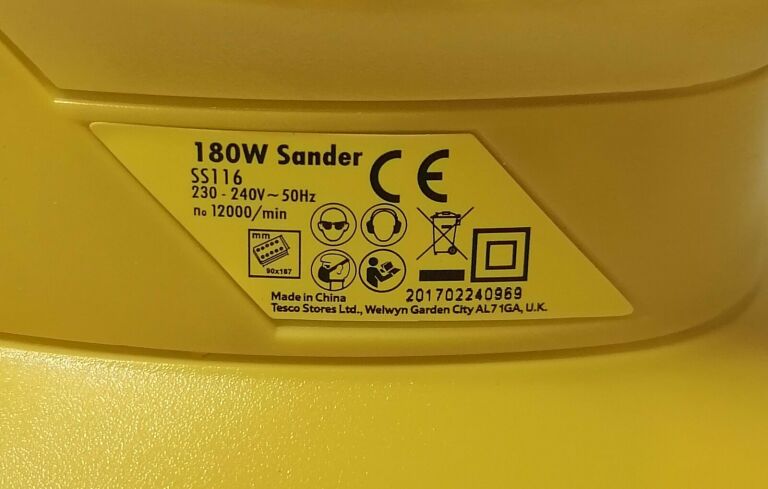 180W Sander
SS116
230 - 240V ~ 50Hz
n₀ 12000/min
CE
mm
90x187
Made in China
201702240969
Tesco Stores Ltd., Welwyn Garden City AL7 1GA, U.K.